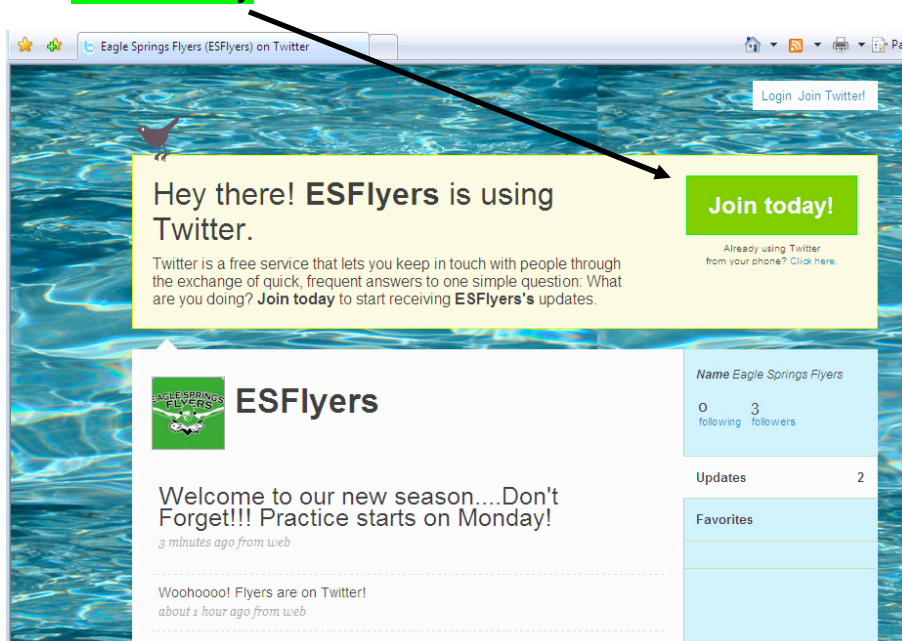 Eagle Springs Flyers (ESFlyers) on Twitter
Login Join Twitter!
Hey there! ESFlyers is using
Twitter.
Twitter is a free service that lets you keep in touch with people through
the exchange of quick, frequent answers to one simple question: What
are you doing? Join today to start receiving ESFlyers's updates.
Join today!
Already using Twitter
from your phone? Click here.
EAGLE SPRINGS
FLYERS
ESFlyers
Name Eagle Springs Flyers
0 3
following followers
Updates 2
Favorites
Welcome to our new season....Don't
Forget!!! Practice starts on Monday!
3 minutes ago from web
Woohoooo! Flyers are on Twitter!
about 1 hour ago from web